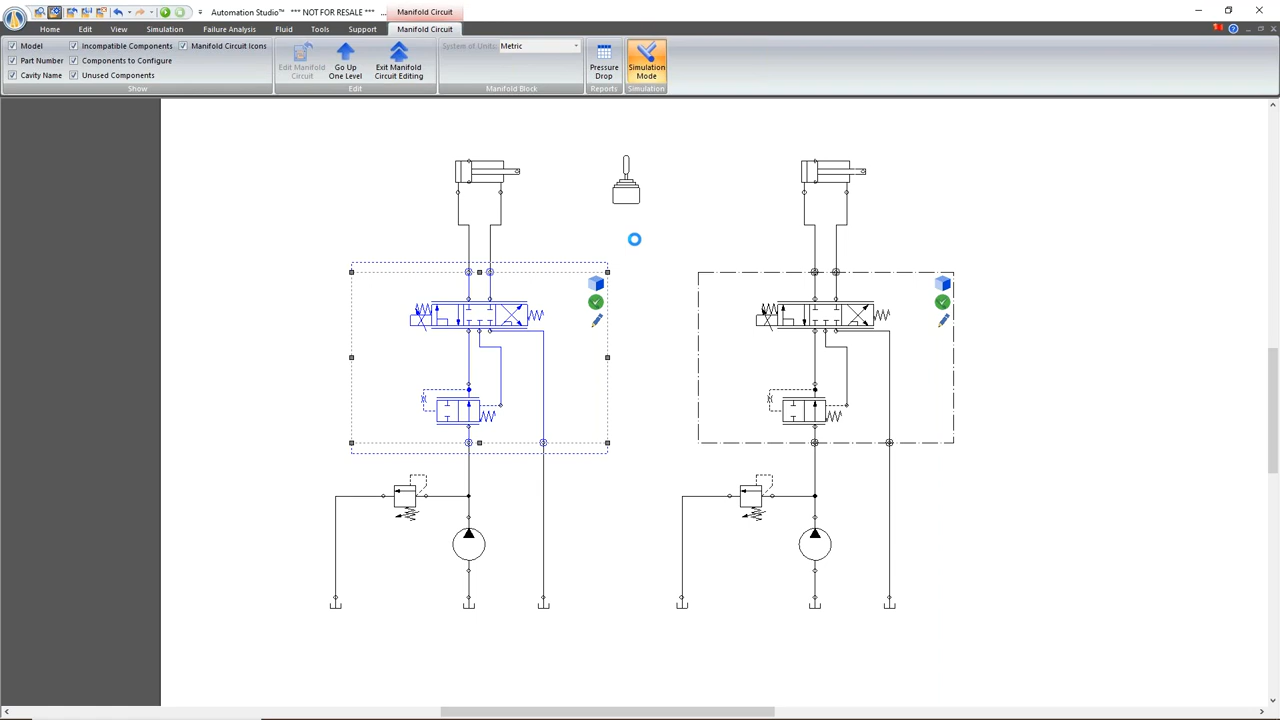 Automation Studio™ *** NOT FOR RESALE *** ...
Manifold Circuit
Home
Edit
View
Simulation
Failure Analysis
Fluid
Tools
Support
Manifold Circuit
Model
Incompatible Components
Manifold Circuit Icons
Part Number
Components to Configure
Cavity Name
Unused Components
Show
Edit Manifold
Circuit
Go Up
One Level
Exit Manifold
Circuit Editing
Edit
System of Units:
Metric
Manifold Block
Pressure
Drop
Reports
Simulation
Mode
Simulation